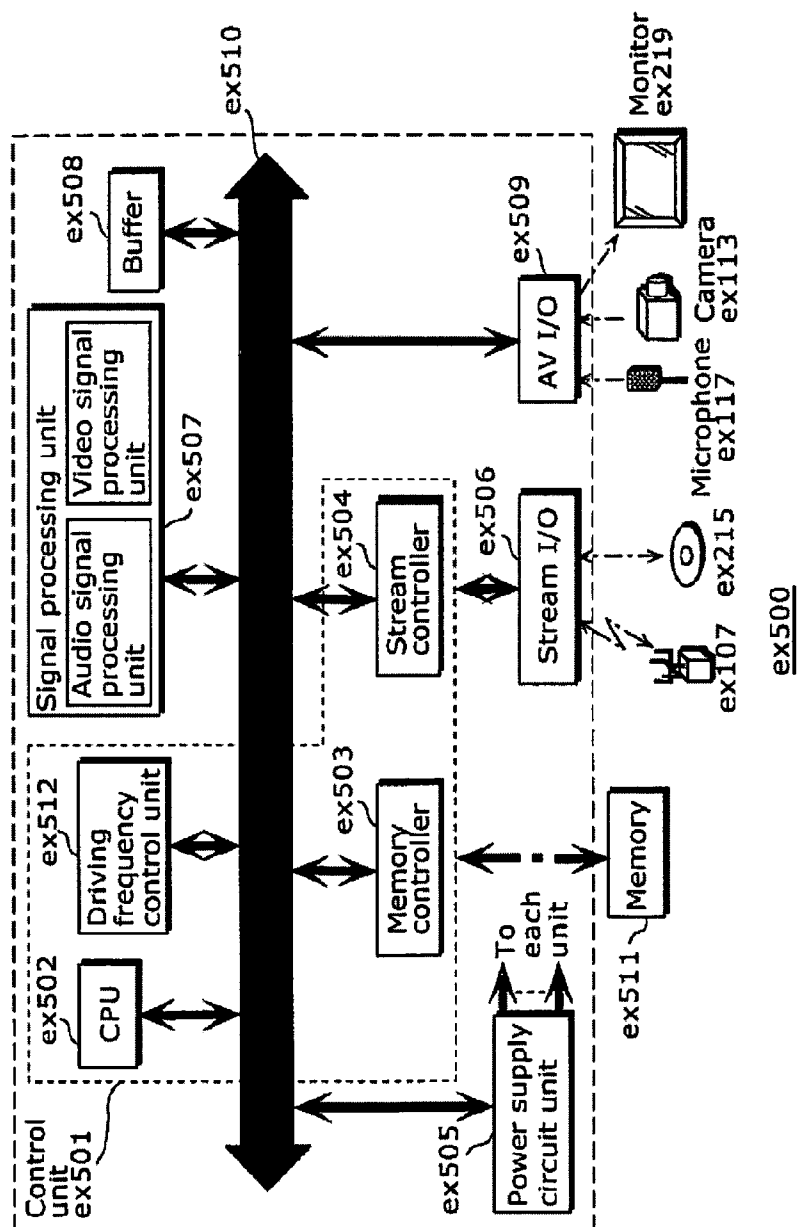 Control
unit
ex501
ex502
CPU
ex512
Driving
frequency
control unit
Signal processing unit
Audio signal
processing
unit
Video signal
processing
unit
ex507
ex508
Buffer
ex510
ex503
Memory
controller
ex504
Stream
controller
ex505
Power supply
circuit unit
To
each
unit
ex506
Stream I/O
ex509
AV I/O
ex511
Memory
ex107
ex215
Microphone
ex117
Camera
ex113
Monitor
ex219
ex500